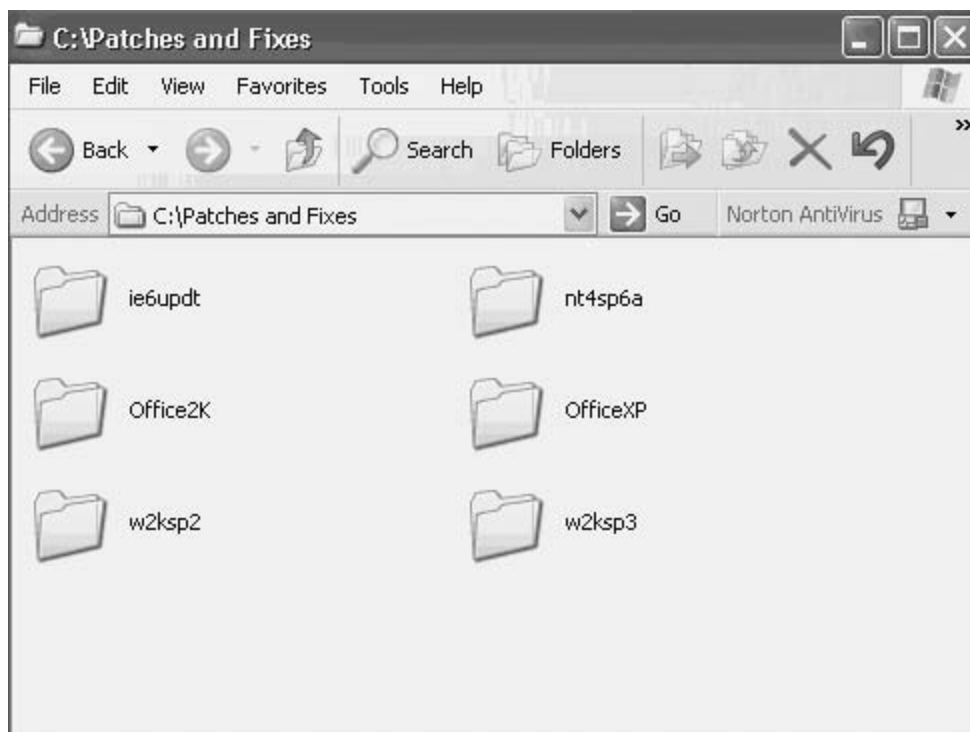 C:\Patches and Fixes
File Edit View Favorites Tools Help
Back Search Folders »
Address C:\Patches and Fixes Go Norton AntiVirus
ie6updt nt4sp6a
Office2K OfficeXP
w2ksp2 w2ksp3